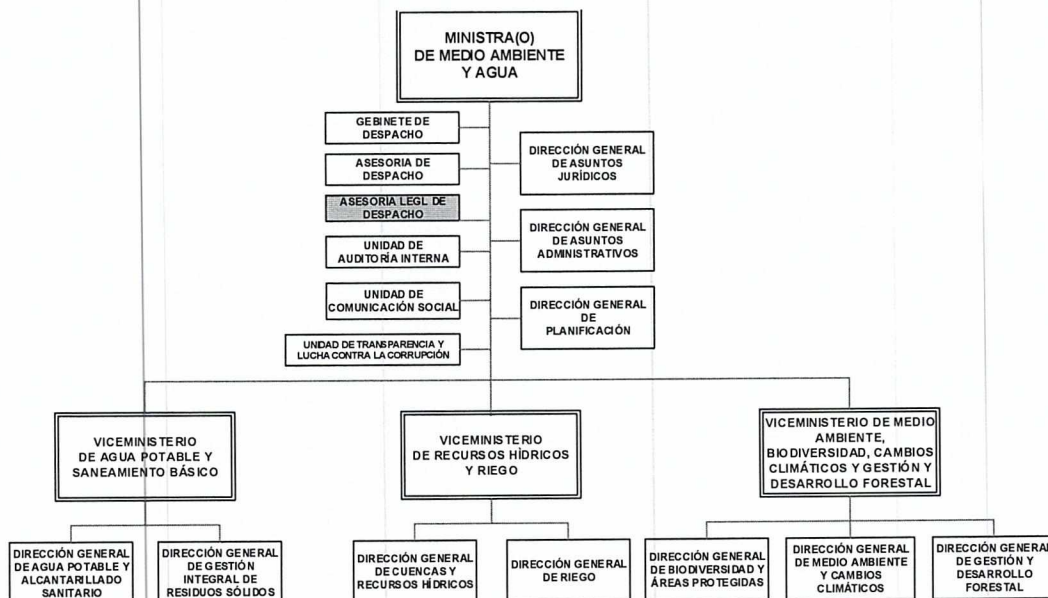 MINISTRA(O)
DE MEDIO AMBIENTE
Y AGUA
GEBINETE DE
DESPACHO
ASESORIA DE
DESPACHO
ASESORÍA LEGL DE
DESPACHO
UNIDAD DE
AUDITORÍA INTERNA
UNIDAD DE
COMUNICACIÓN SOCIAL
UNIDAD DE TRANSPARENCIA Y
LUCHA CONTRA LA CORRUPCIÓN
DIRECCIÓN GENERAL
DE ASUNTOS
JURÍDICOS
DIRECCIÓN GENERAL
DE ASUNTOS
ADMINISTRATIVOS
DIRECCIÓN GENERAL
DE
PLANIFICACIÓN
VICEMINISTERIO
DE AGUA POTABLE Y
SANEAMIENTO BÁSICO
VICEMINISTERIO
DE RECURSOS HÌDRICOS
Y RIEGO
VICEMINISTERIO DE MEDIO
AMBIENTE,
BIODIVERSIDAD, CAMBIOS
CLIMÁTICOS Y GESTIÓN Y
DESARROLLO FORESTAL
DIRECCIÓN GENERAL
DE AGUA POTABLE Y
ALCANTARILLADO
SANITARIO
DIRECCIÓN GENERAL
DE GESTIÓN
INTEGRAL DE
RESIDUOS SÓLIDOS
DIRECCIÓN GENERAL
DE CUENCAS Y
RECURSOS HÍDRICOS
DIRECCIÓN GENERAL
DE RIEGO
DIRECCIÓN GENERAL
DE BIODIVERSIDAD Y
ÁREAS PROTEGIDAS
DIRECCIÓN GENERAL
DE MEDIO AMBIENTE
Y CAMBIOS
CLIMÁTICOS
DIRECCIÓN GENERAL
DE GESTIÓN Y
DESARROLLO
FORESTAL